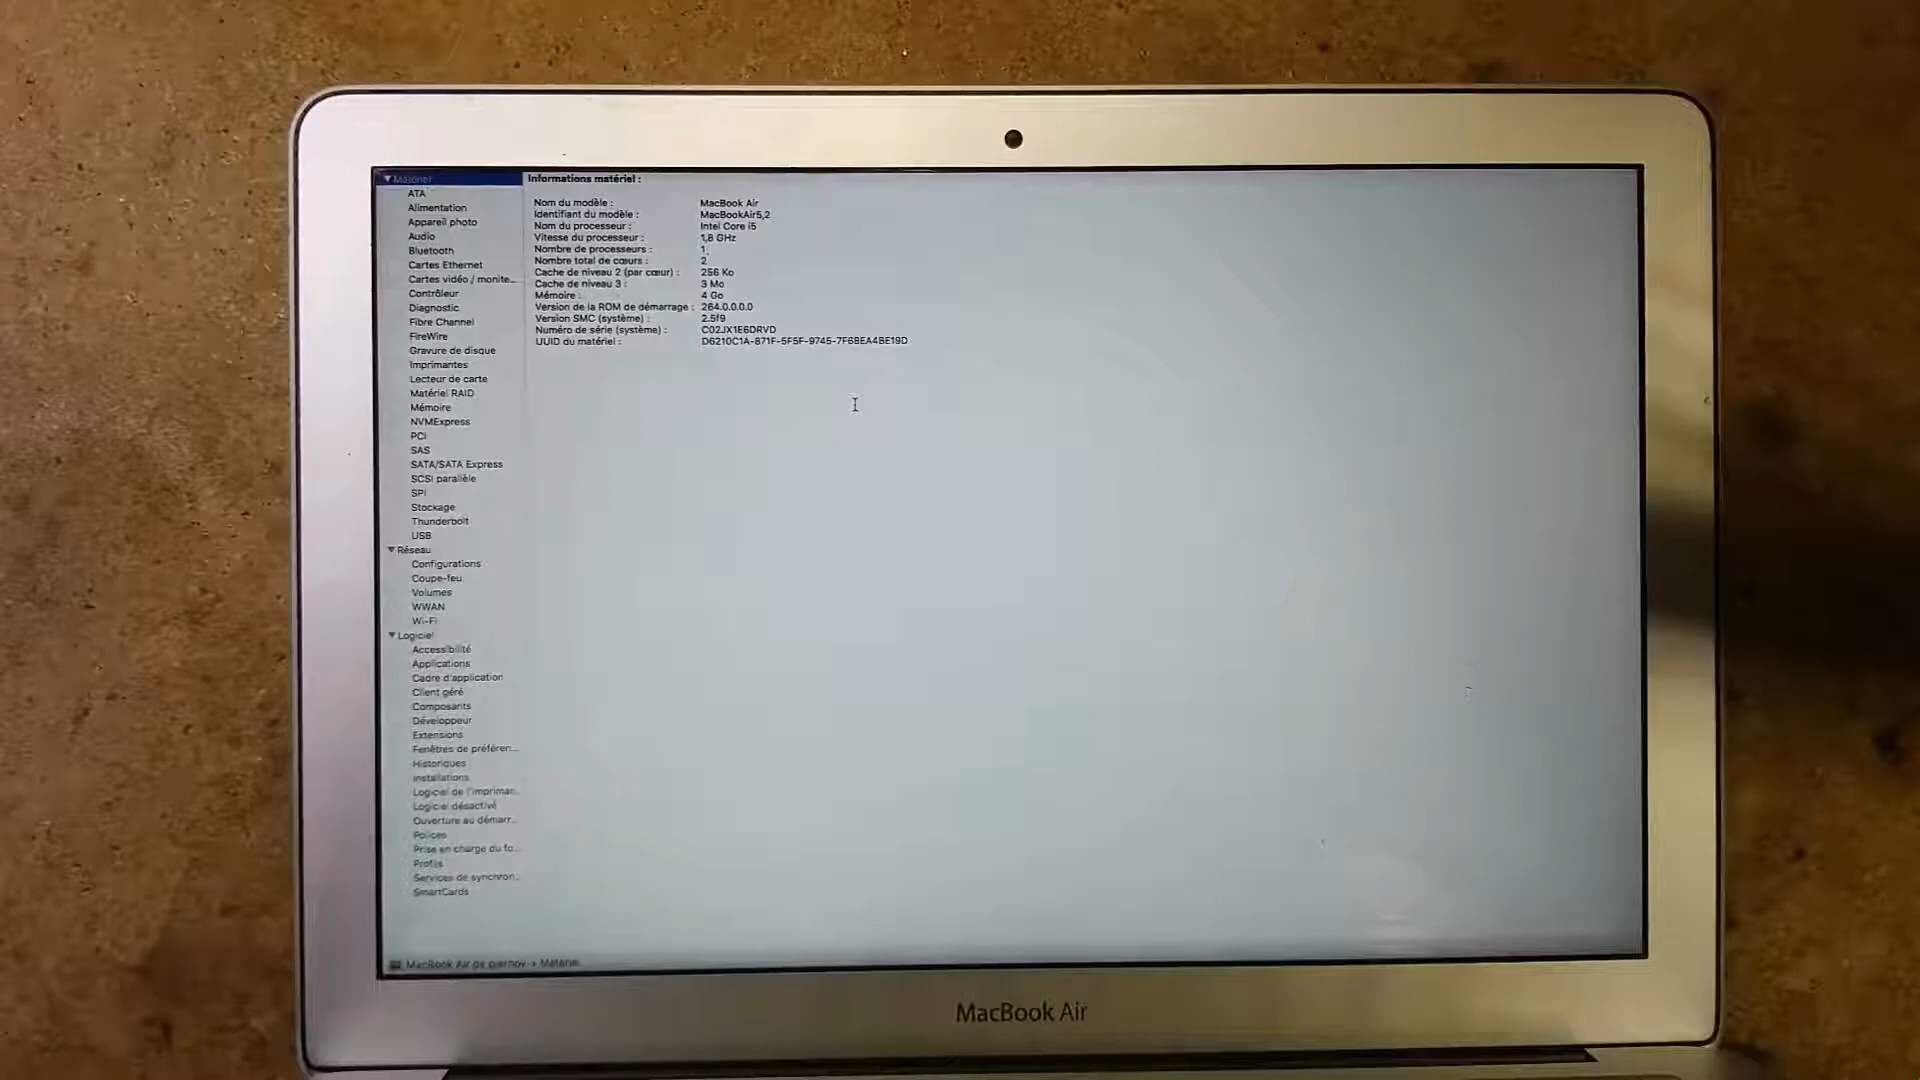 Matériel
ATA
Alimentation
Appareil photo
Audio
Bluetooth
Cartes Ethernet
Cartes vidéo / monite...
Contrôleur
Diagnostic
Fibre Channel
FireWire
Gravure de disque
Imprimantes
Lecteur de carte
Matériel RAID
Mémoire
NVMExpress
PCI
SAS
SATA/SATA Express
SCSI parallèle
SPI
Stockage
Thunderbolt
USB
Réseau
Configurations
Coupe-feu
Volumes
WWAN
Wi-Fi
Logiciel
Accessibilité
Applications
Cadre d'application
Client géré
Composants
Développeur
Extensions
Fenêtres de préféren...
Historiques
Installations
Logiciel de l'impriman...
Logiciel désactivé
Ouverture au démarr...
Polices
Prise en charge du fo...
Profils
Services de synchron...
SmartCards
Informations matériel :
Nom du modèle : MacBook Air
Identifiant du modèle : MacBookAir5,2
Nom du processeur : Intel Core i5
Vitesse du processeur : 1,8 GHz
Nombre de processeurs : 1
Nombre total de cœurs : 2
Cache de niveau 2 (par cœur) : 256 Ko
Cache de niveau 3 : 3 Mo
Mémoire : 4 Go
Version de la ROM de démarrage : 264.0.0.0.0
Version SMC (système) : 2.5f9
Numéro de série (système) : C02JX1E6DRVD
UUID du matériel : D6210C1A-871F-5F5F-9745-7F68EA4BE19D
MacBook Air de piernov › Matériel
MacBook Air